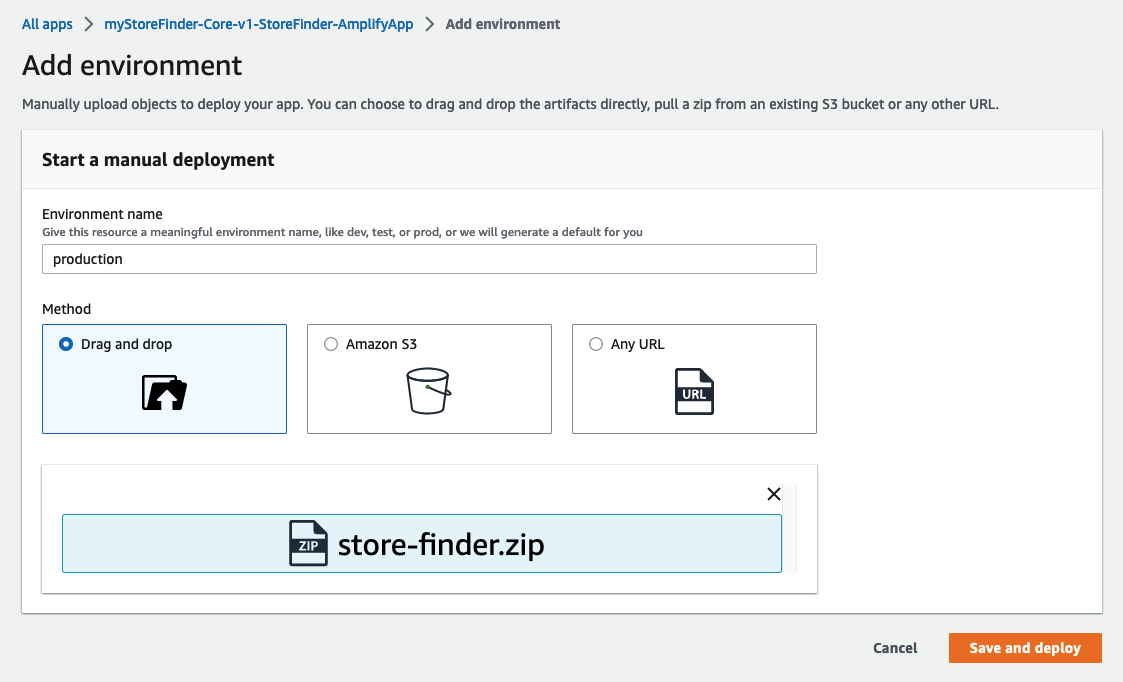 All apps > myStoreFinder-Core-v1-StoreFinder-AmplifyApp > Add environment
Add environment
Manually upload objects to deploy your app. You can choose to drag and drop the artifacts directly, pull a zip from an existing S3 bucket or any other URL.
Start a manual deployment
Environment name
Give this resource a meaningful environment name, like dev, test, or prod, or we will generate a default for you
production
Method
Drag and drop
Amazon S3
Any URL
URL
ZIP store-finder.zip
Cancel
Save and deploy